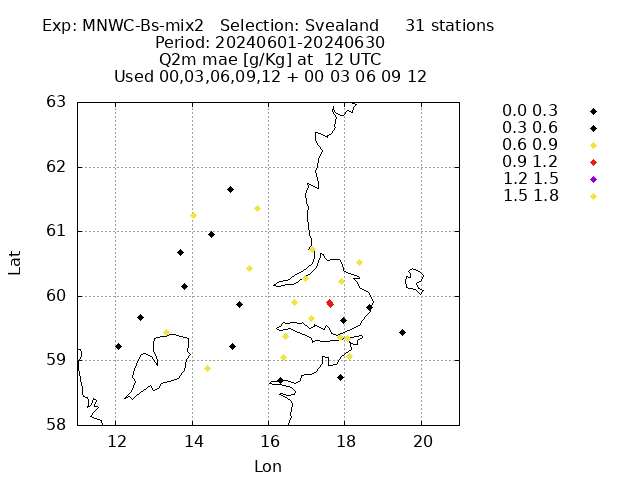 Exp: MNWC-Bs-mix2   Selection: Svealand     31 stations
Period: 20240601-20240630
Q2m mae [g/Kg] at  12 UTC
Used 00,03,06,09,12 + 00 03 06 09 12
63
62
61
60
59
58
Lat
12
14
16
18
20
Lon
0.0 0.3
0.3 0.6
0.6 0.9
0.9 1.2
1.2 1.5
1.5 1.8